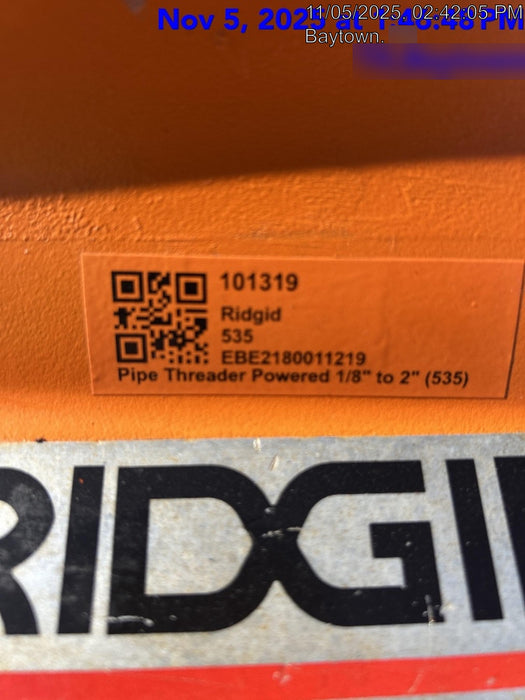 11/05/2025, 02:42:05 PM
Nov 5, 2025 at 1:46:48 PM
Baytown.
101319
Ridgid
535
EBE2180011219
Pipe Threader Powered 1/8" to 2" (535)
RIDGI